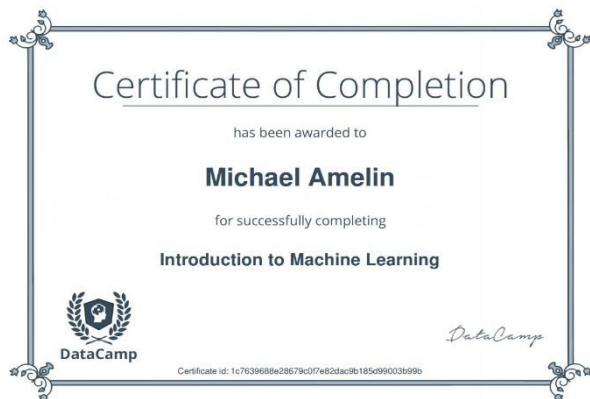 Certificate of Completion
has been awarded to
Michael Amelin
for successfully completing
Introduction to Machine Learning
DataCamp
DataCamp
Certificate id: 1c7639688e28679c0f7e82dac9b185d99003b99b